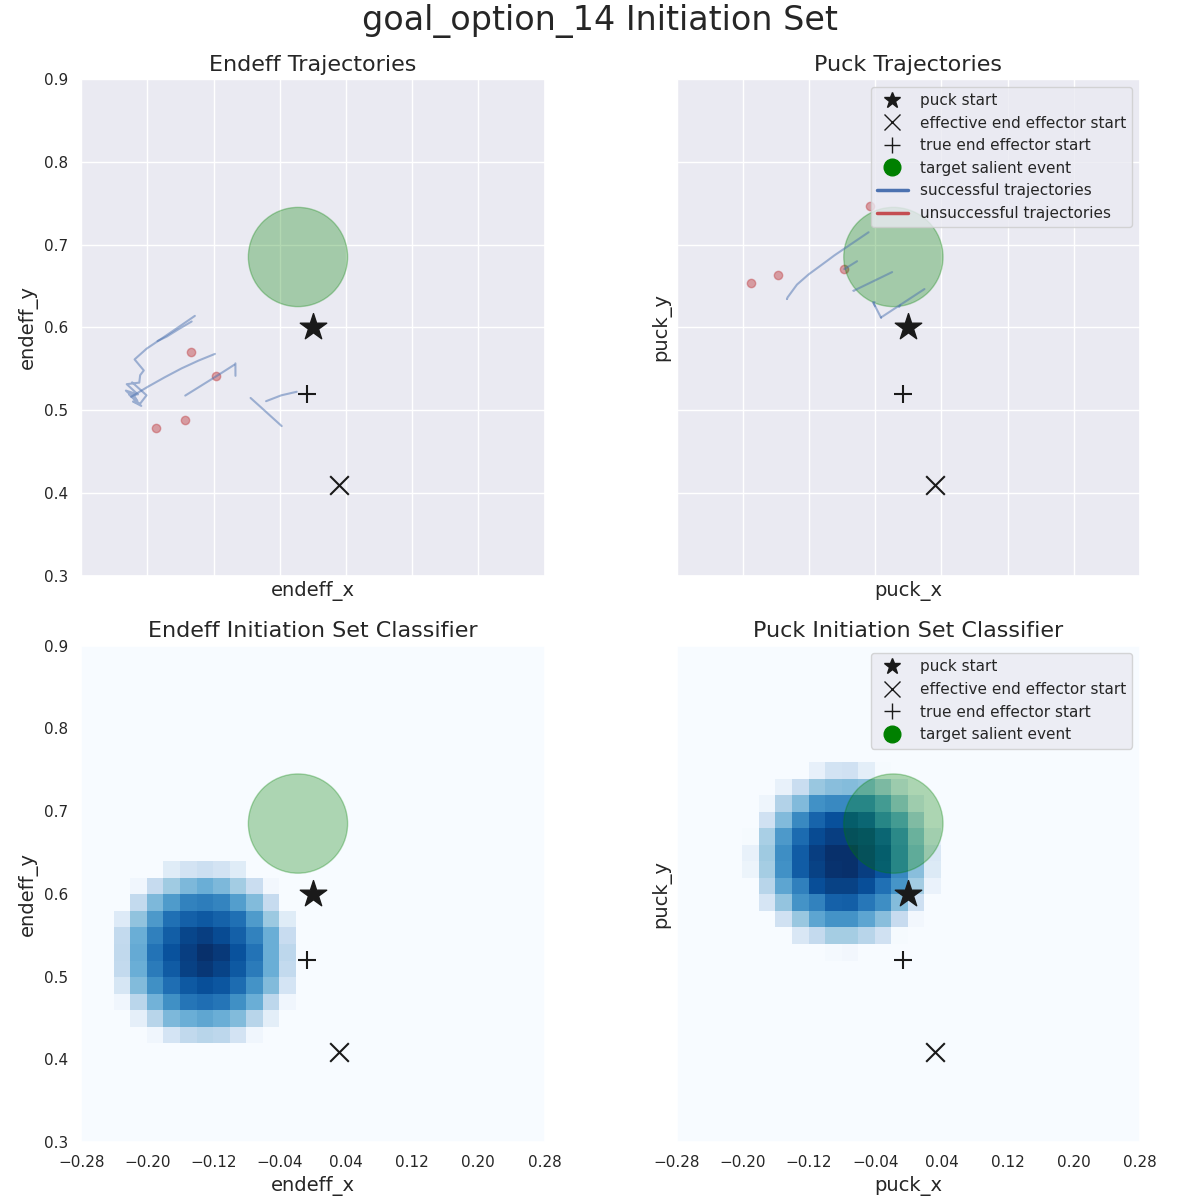 goal_option_14 Initiation Set
Endeff Trajectories
0.9
0.8
0.7
0.6
0.5
0.4
0.3
endeff_y
endeff_x
Puck Trajectories
puck start
effective end effector start
true end effector start
target salient event
successful trajectories
unsuccessful trajectories
puck_y
puck_x
Endeff Initiation Set Classifier
0.9
0.8
0.7
0.6
0.5
0.4
0.3
endeff_y
−0.28 −0.20 −0.12 −0.04 0.04 0.12 0.20 0.28
endeff_x
Puck Initiation Set Classifier
puck start
effective end effector start
true end effector start
target salient event
puck_y
−0.28 −0.20 −0.12 −0.04 0.04 0.12 0.20 0.28
puck_x